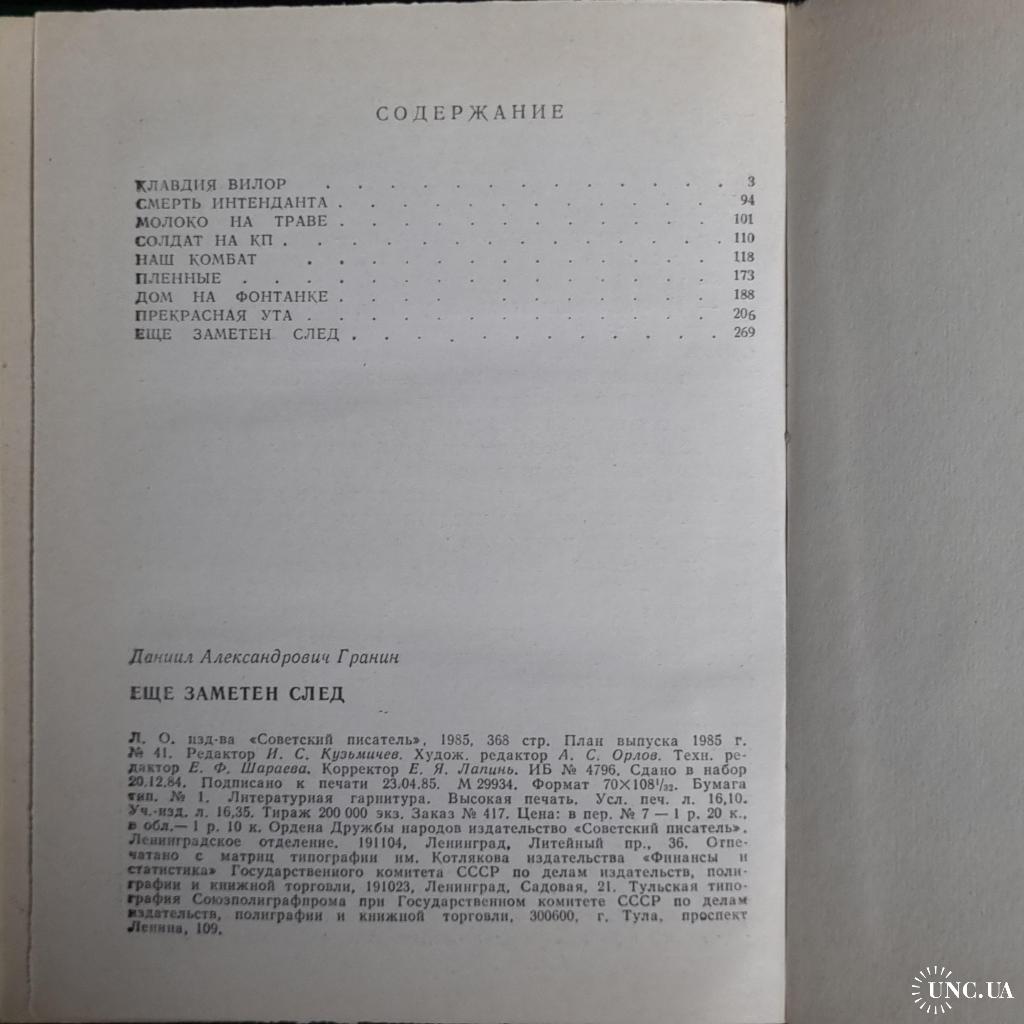 СОДЕРЖАНИЕ
КЛАВДИЯ ВИЛОР . . . . . . . . . . . . . 3
СМЕРТЬ ИНТЕНДАНТА . . . . . . . . . . . . 94
МОЛОКО НА ТРАВЕ . . . . . . . . . . . . 101
СОЛДАТ НА КП . . . . . . . . . . . . . . 110
НАШ КОМБАТ . . . . . . . . . . . . . 118
ПЛЕННЫЕ . . . . . . . . . . . . . . . 173
ДОМ НА ФОНТАНКЕ . . . . . . . . . . . . 188
ПРЕКРАСНАЯ УТА . . . . . . . . . . . . . 206
ЕЩЕ ЗАМЕТЕН СЛЕД . . . . . . . . . . . . 269
Даниил Александрович Гранин
ЕЩЕ ЗАМЕТЕН СЛЕД
Л. О. изд-ва «Советский писатель», 1985, 368 стр. План выпуска 1985 г.
№ 41. Редактор И. С. Кузьмичев. Худож. редактор А. С. Орлов. Техн. ре-
дактор Е. Ф. Шараева. Корректор Е. Я. Лапинь. ИБ № 4796. Сдано в набор
20.12.84. Подписано к печати 23.04.85. М 29934. Формат 70×108¹/₃₂. Бумага
тип. № 1. Литературная гарнитура. Высокая печать. Усл. печ. л. 16,10.
Уч.-изд. л. 16,35. Тираж 200 000 экз. Заказ № 417. Цена: в пер. № 7 — 1 р. 20 к.,
в обл.— 1 р. 10 к. Ордена Дружбы народов издательство «Советский писатель».
Ленинградское отделение. 191104, Ленинград, Литейный пр., 36. Отпе-
чатано с матриц типографии им. Котлякова издательства «Финансы и
статистика» Государственного комитета СССР по делам издательств, поли-
графии и книжной торговли, 191023, Ленинград, Садовая, 21. Тульская типо-
графия Союзполиграфпрома при Государственном комитете СССР по делам
издательств, полиграфии и книжной торговли, 300600, г. Тула, проспект
Ленина, 109.
UNC.UA